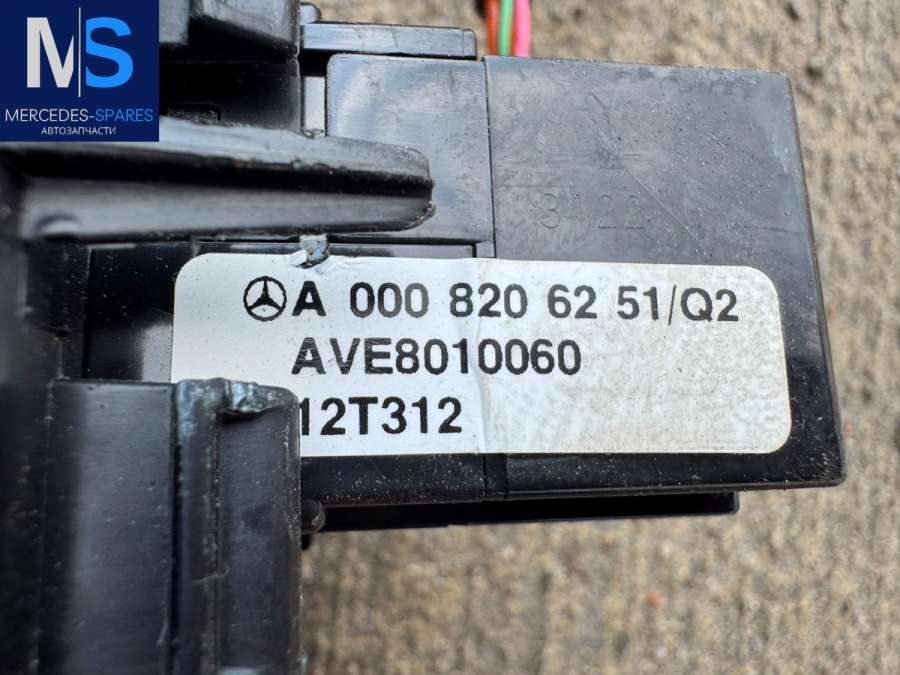 MS
MERCEDES-SPARES
АВТОЗАПЧАСТИ
3422
A 000 820 62 51/Q2
AVE8010060
12T312